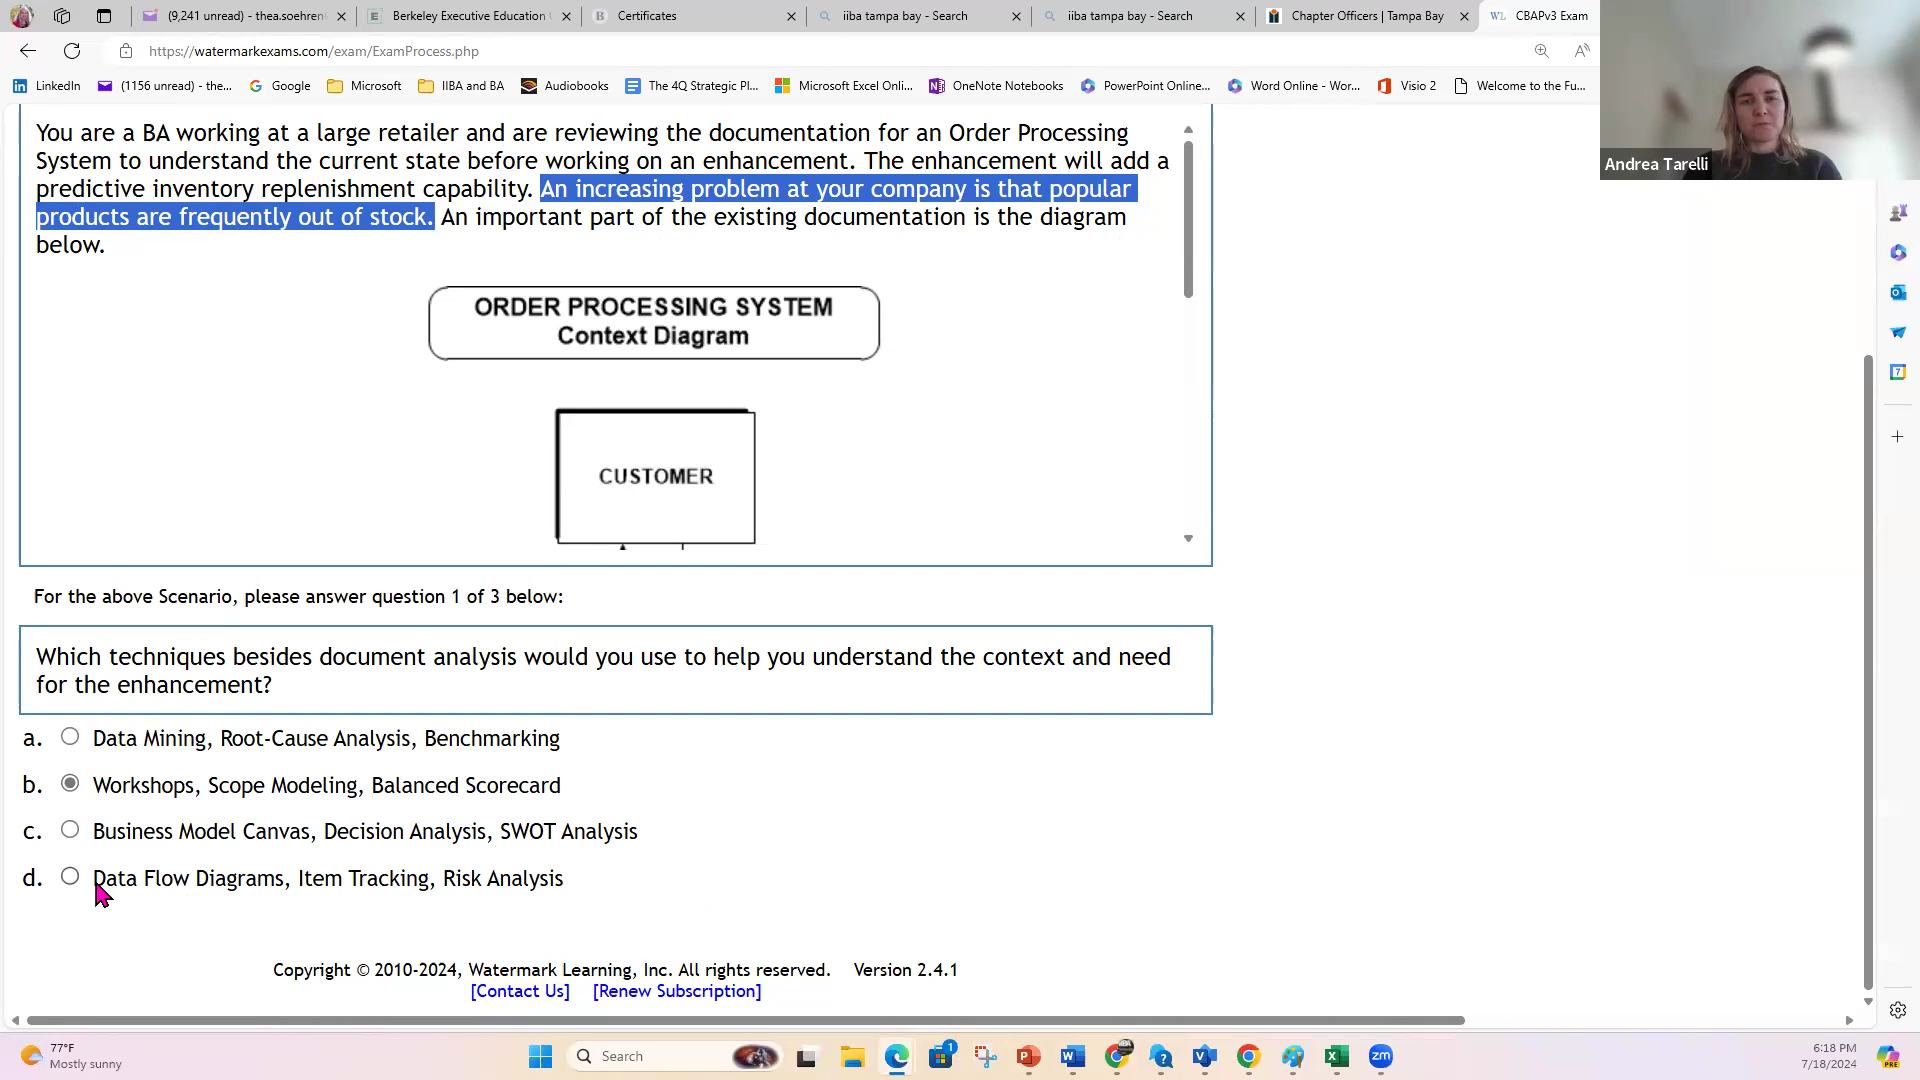 (9,241 unread) - thea.soehren
Berkeley Executive Education
Certificates
iiba tampa bay - Search
iiba tampa bay - Search
Chapter Officers | Tampa Bay
WL CBAPv3 Exam
https://watermarkexams.com/exam/ExamProcess.php
LinkedIn
(1156 unread) - the...
Google
Microsoft
IIBA and BA
Audiobooks
The 4Q Strategic Pl...
Microsoft Excel Onli...
OneNote Notebooks
PowerPoint Online...
Word Online - Wor...
Visio 2
Welcome to the Fu...
Andrea Tarelli
You are a BA working at a large retailer and are reviewing the documentation for an Order Processing
System to understand the current state before working on an enhancement. The enhancement will add a
predictive inventory replenishment capability. An increasing problem at your company is that popular
products are frequently out of stock. An important part of the existing documentation is the diagram
below.
ORDER PROCESSING SYSTEM
Context Diagram
CUSTOMER
For the above Scenario, please answer question 1 of 3 below:
Which techniques besides document analysis would you use to help you understand the context and need
for the enhancement?
a. Data Mining, Root-Cause Analysis, Benchmarking
b. Workshops, Scope Modeling, Balanced Scorecard
c. Business Model Canvas, Decision Analysis, SWOT Analysis
d. Data Flow Diagrams, Item Tracking, Risk Analysis
Copyright © 2010-2024, Watermark Learning, Inc. All rights reserved. Version 2.4.1
[Contact Us] [Renew Subscription]
77°F
Mostly sunny
Search
1
zm
6:18 PM
7/18/2024
PRE